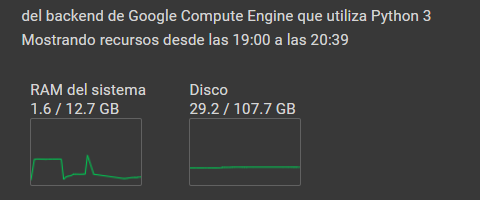 del backend de Google Compute Engine que utiliza Python 3
Mostrando recursos desde las 19:00 a las 20:39
RAM del sistema
1.6 / 12.7 GB
Disco
29.2 / 107.7 GB